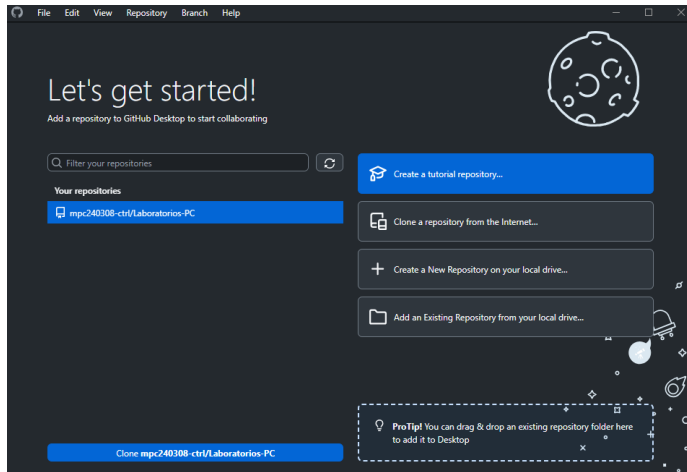 File Edit View Repository Branch Help
Let's get started!
Add a repository to GitHub Desktop to start collaborating
Filter your repositories
Your repositories
mpc240308-ctrl/Laboratorios-PC
Clone mpc240308-ctrl/Laboratorios-PC
Create a tutorial repository...
Clone a repository from the Internet...
Create a New Repository on your local drive...
Add an Existing Repository from your local drive...
ProTip! You can drag & drop an existing repository folder here
to add it to Desktop